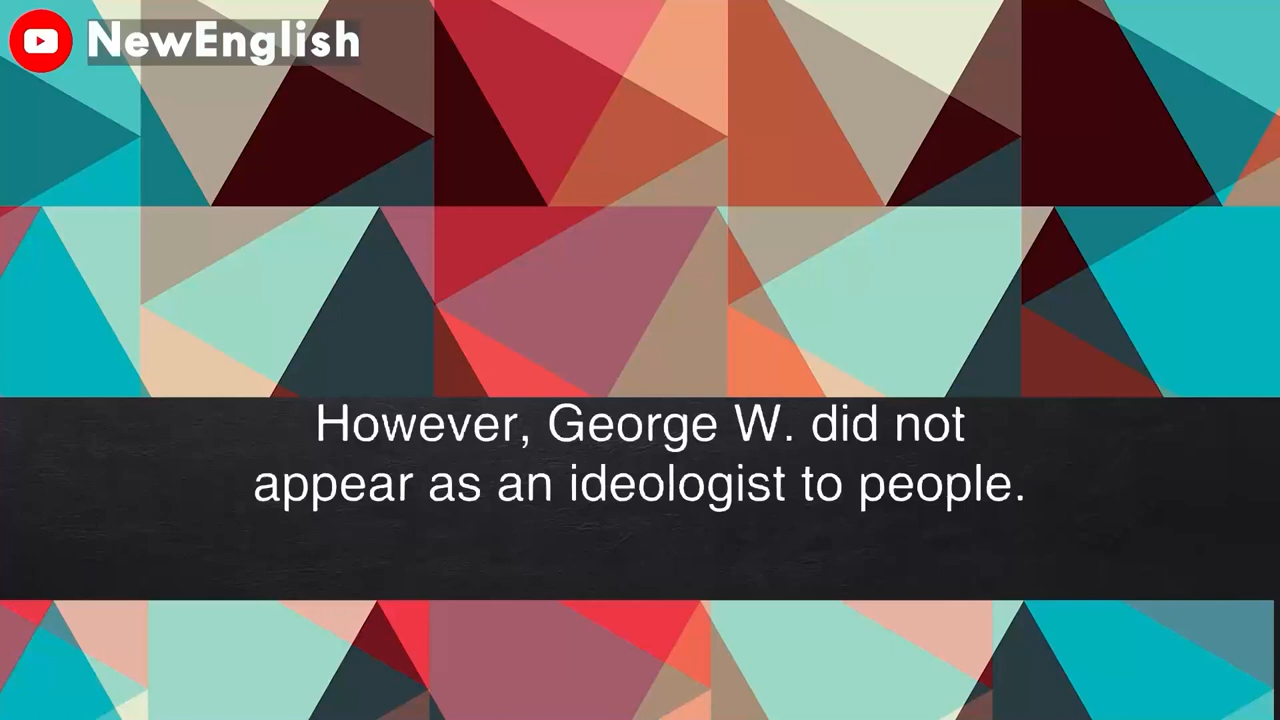 NewEnglish
However, George W. did not
appear as an ideologist to people.